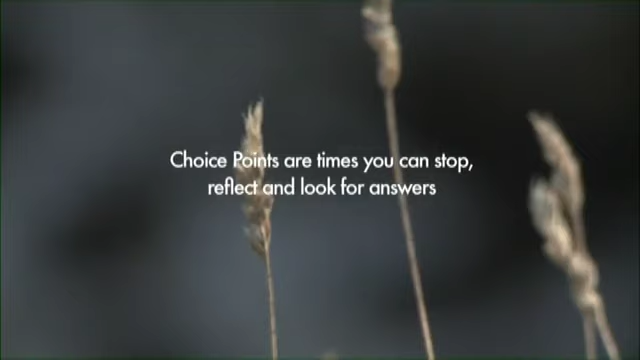 Choice Points are times you can stop,
reflect and look for answers